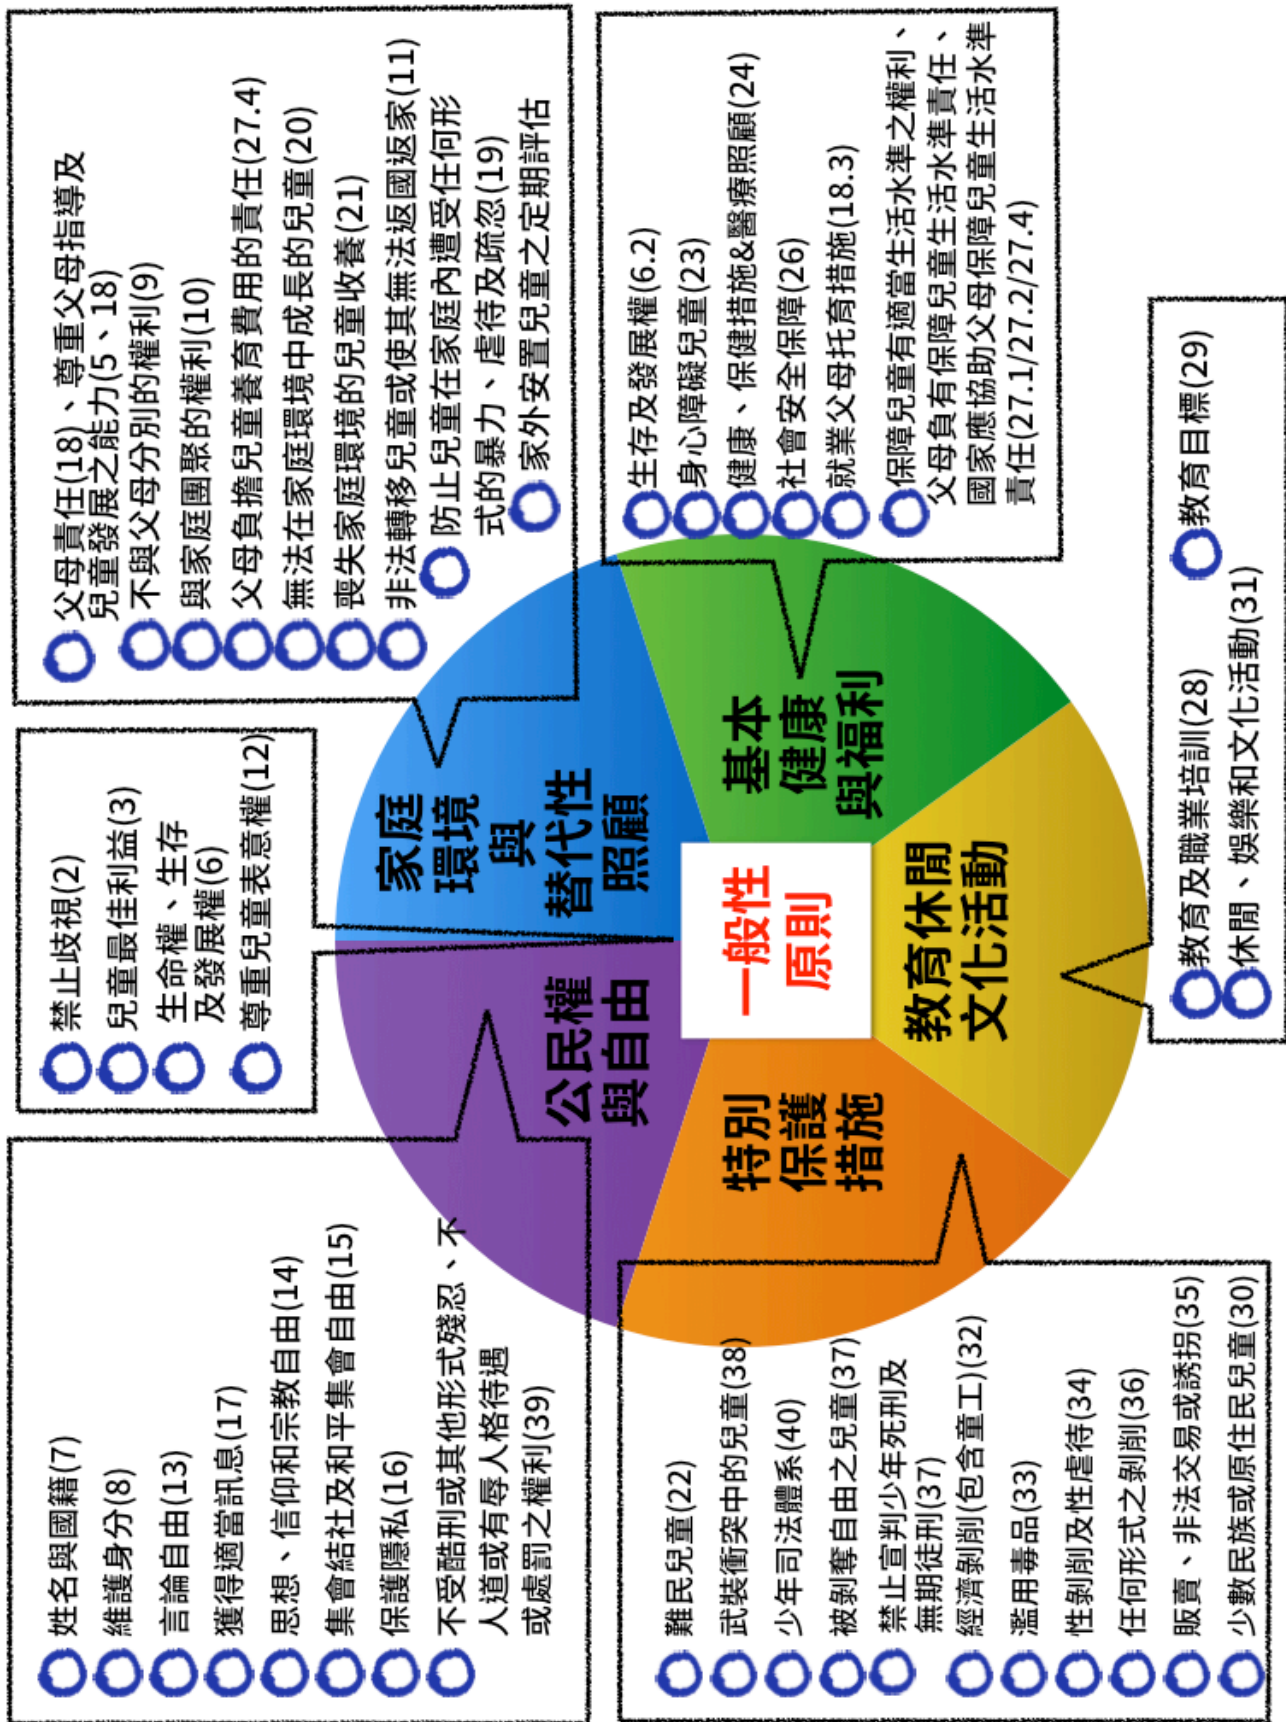 姓名與國籍(7)
維護身分(8)
言論自由(13)
獲得適當訊息(17)
思想、信仰和宗教自由(14)
集會結社及和平集會自由(15)
保護隱私(16)
不受酷刑或其他形式殘忍、不
人道或有辱人格待遇
或處罰之權利(39)
禁止歧視(2)
兒童最佳利益(3)
生命權、生存
及發展權(6)
尊重兒童表意權(12)
父母責任(18)、尊重父母指導及
兒童發展之能力(5、18)
不與父母分別的權利(9)
與家庭團聚的權利(10)
父母負擔兒童養育費用的責任(27.4)
無法在家庭環境中成長的兒童(20)
喪失家庭環境的兒童收養(21)
非法轉移兒童或使其無法返國返家(11)
防止兒童在家庭內遭受任何形
式的暴力、虐待及疏忽(19)
家外安置兒童之定期評估
公民權
與自由
家庭
環境
與
替代性
照顧
一般性
原則
特別
保護
措施
基本
健康
與福利
教育休閒
文化活動
難民兒童(22)
武裝衝突中的兒童(38)
少年司法體系(40)
被剝奪自由之兒童(37)
禁止宣判少年死刑及
無期徒刑(37)
經濟剝削(包含童工)(32)
濫用毒品(33)
性剝削及性虐待(34)
任何形式之剝削(36)
販賣、非法交易或誘拐(35)
少數民族或原住民兒童(30)
生存及發展權(6.2)
身心障礙兒童(23)
健康、保健措施&醫療照顧(24)
社會安全保障(26)
就業父母托育措施(18.3)
保障兒童有適當生活水準之權利、
父母負有保障兒童生活水準責任、
國家應協助父母保障兒童生活水準
責任(27.1/27.2/27.4)
教育及職業培訓(28)
教育目標(29)
休閒、娛樂和文化活動(31)